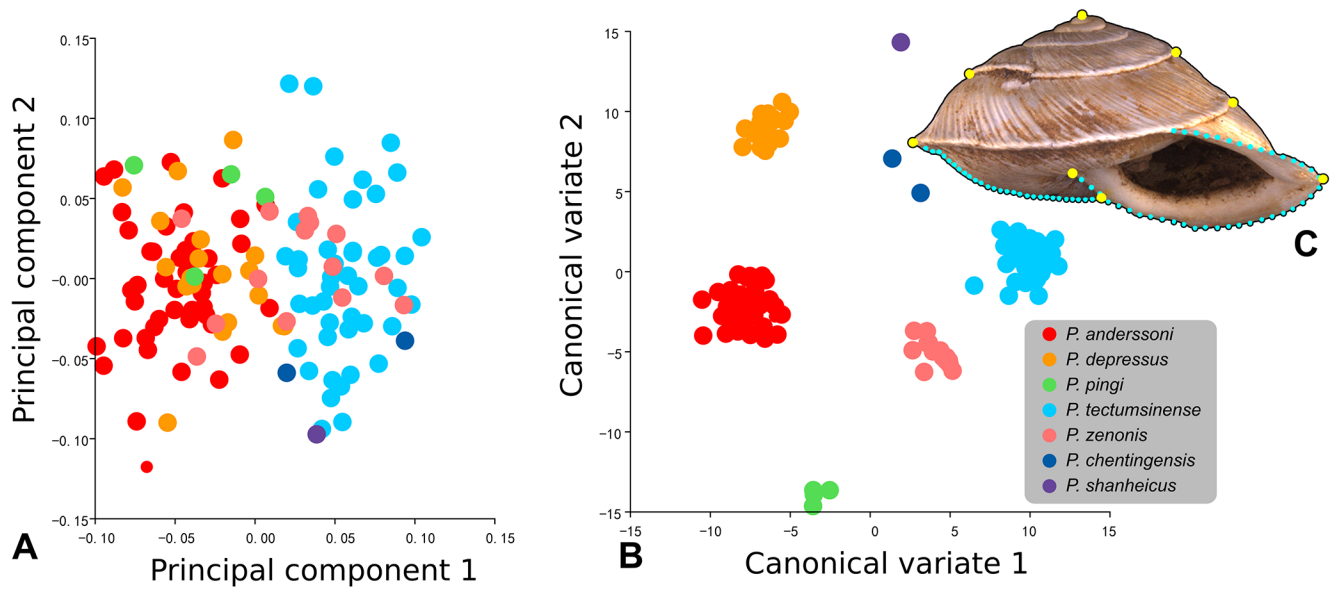 0.15
0.10
0.05
-0.00
-0.05
-0.10
-0.15
-0.10
-0.05
0.00
0.05
0.10
0.15
Principal component 2
Principal component 1
A
15
10
5
0
−5
−10
−15
−15
−10
−5
0
5
10
15
Canonical variate 2
Canonical variate 1
B
C
P. anderssoni
P. depressus
P. pingi
P. tectumsinense
P. zenonis
P. chentingensis
P. shanheicus